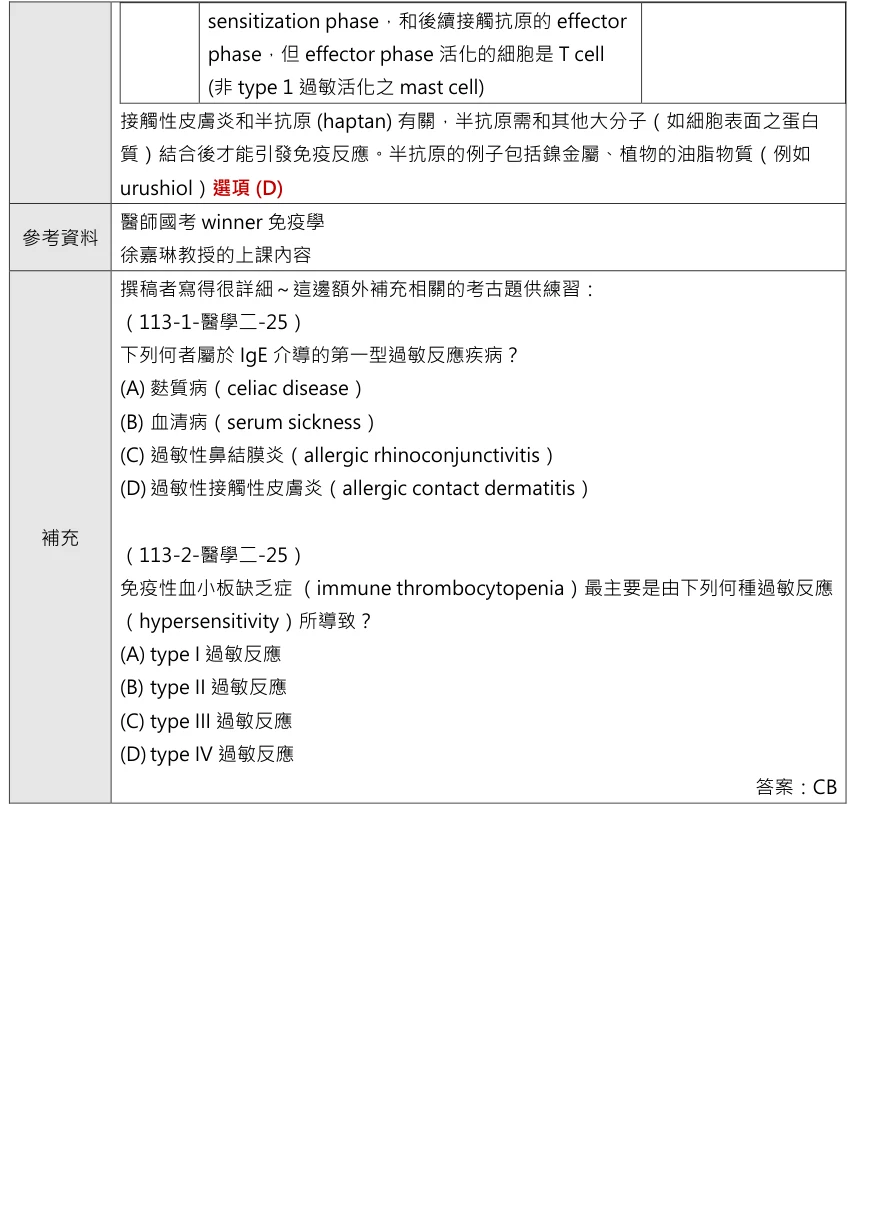 sensitization phase，和後續接觸抗原的 effector
phase，但 effector phase 活化的細胞是 T cell
(非 type 1 過敏活化之 mast cell)
接觸性皮膚炎和半抗原 (haptan) 有關，半抗原需和其他大分子（如細胞表面之蛋白
質）結合後才能引發免疫反應。半抗原的例子包括鎳金屬、植物的油脂物質（例如
urushiol）選項 (D)
參考資料
醫師國考 winner 免疫學
徐嘉琳教授的上課內容
補充
撰稿者寫得很詳細～這邊額外補充相關的考古題供練習：
（113-1-醫學二-25）
下列何者屬於 IgE 介導的第一型過敏反應疾病？
(A) 麩質病（celiac disease）
(B) 血清病（serum sickness）
(C) 過敏性鼻結膜炎（allergic rhinoconjunctivitis）
(D) 過敏性接觸性皮膚炎（allergic contact dermatitis）
（113-2-醫學二-25）
免疫性血小板缺乏症 （immune thrombocytopenia）最主要是由下列何種過敏反應
（hypersensitivity）所導致？
(A) type I 過敏反應
(B) type II 過敏反應
(C) type III 過敏反應
(D) type IV 過敏反應
答案：CB